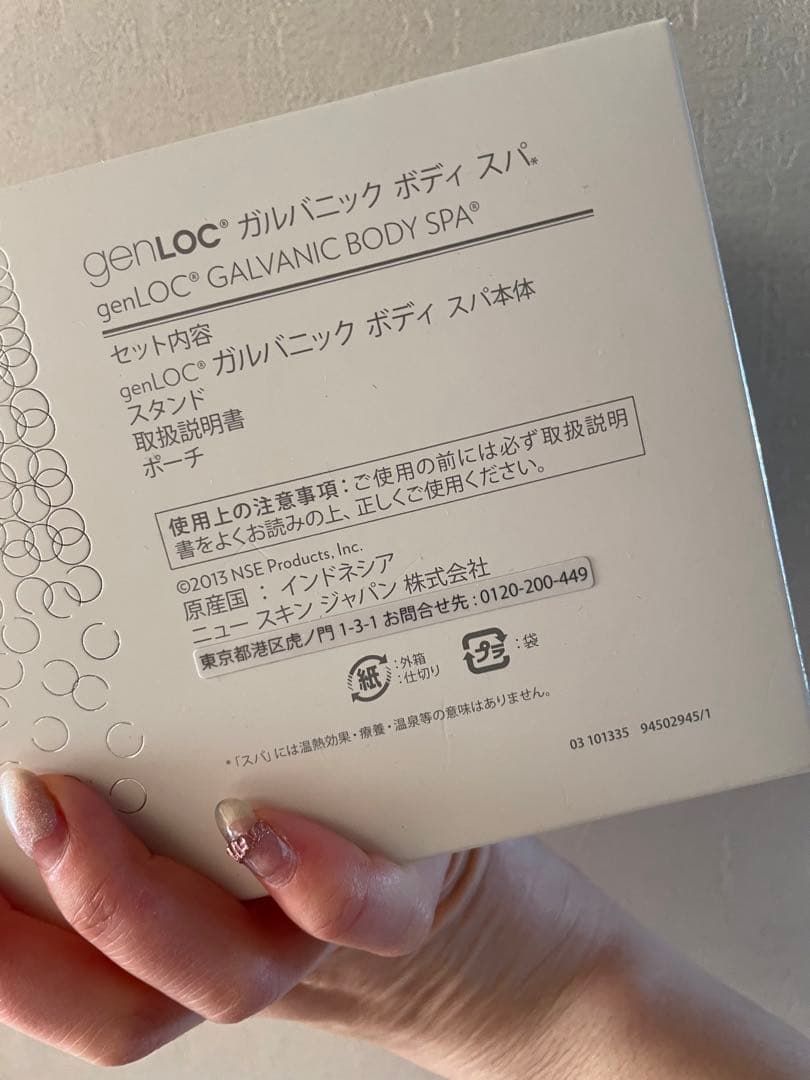 genLOC® ガルバニック ボディ スパ*
genLOC® GALVANIC BODY SPA®
セット内容
genLOC® ガルバニック ボディ スパ本体
スタンド
取扱説明書
ポーチ
使用上の注意事項：ご使用の前には必ず取扱説明
書をよくお読みの上、正しくご使用ください。
©2013 NSE Products, Inc.
原産国 ： インドネシア
ニュー スキン ジャパン 株式会社
東京都港区虎ノ門 1-3-1 お問合せ先：0120-200-449
紙 ：外箱
：仕切り
プラ ：袋
*「スパ」には温熱効果・療養・温泉等の意味はありません。
03 101335 94502945/1